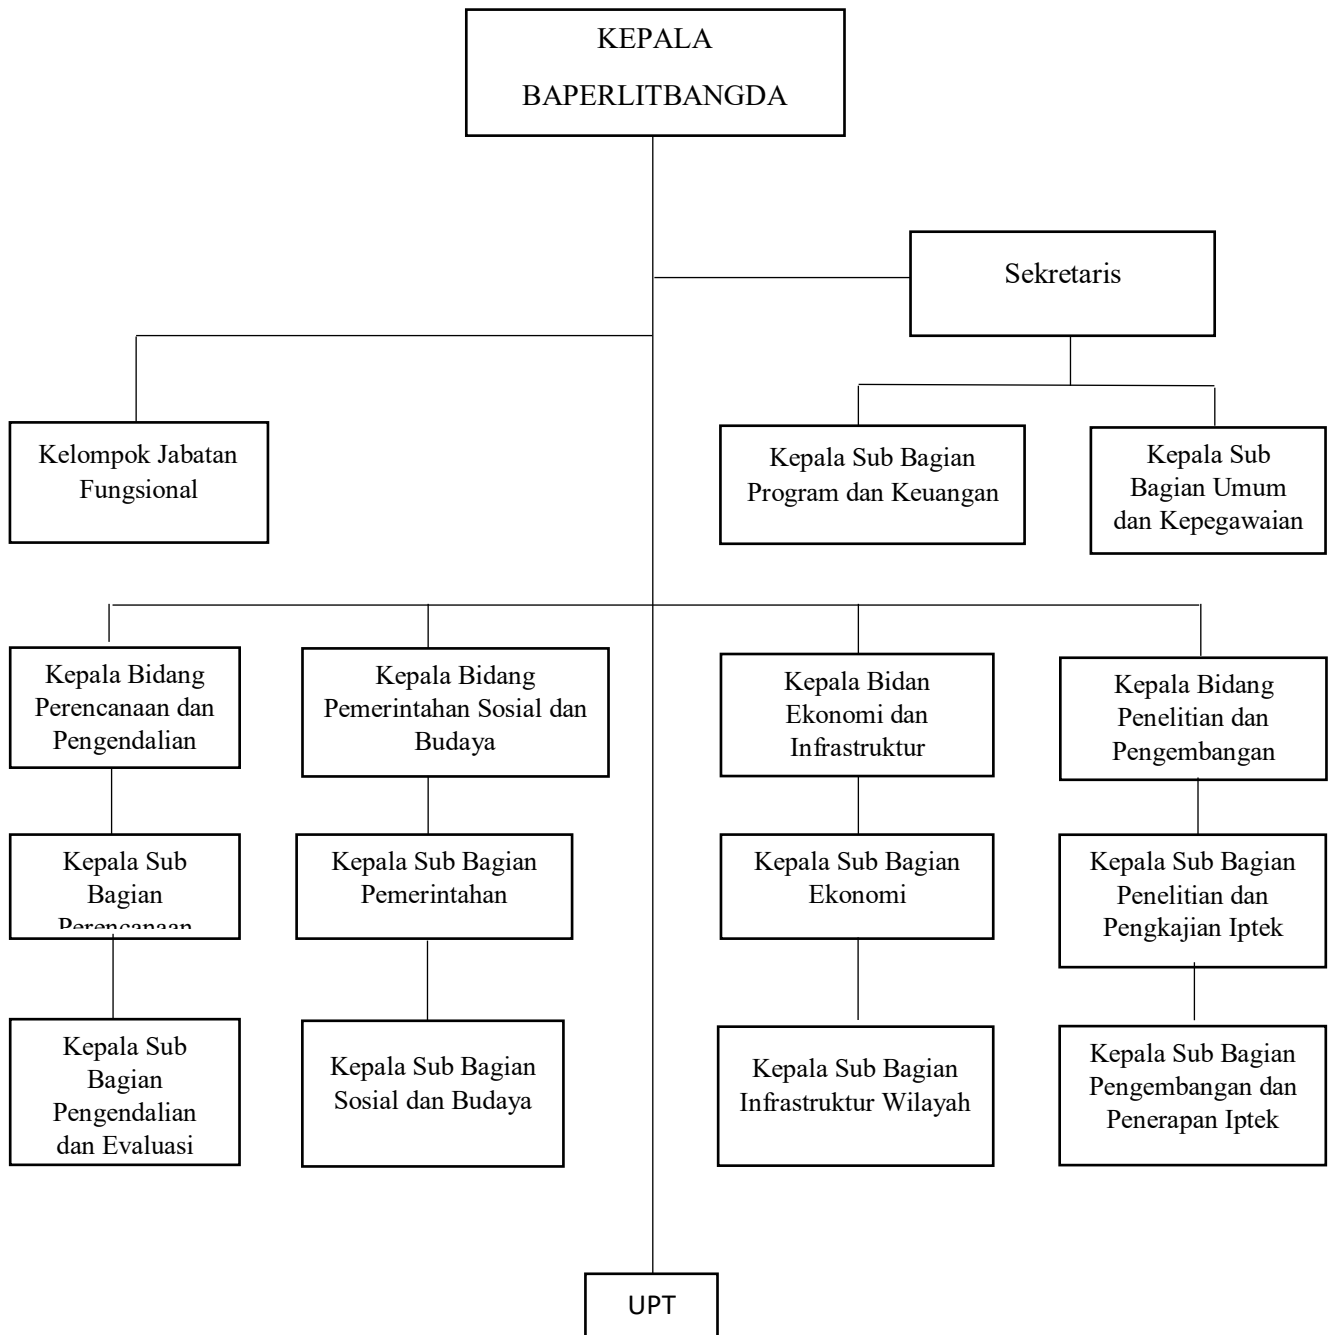 KEPALA
BAPERLITBANGDA
Sekretaris
Kelompok Jabatan
Fungsional
Kepala Sub Bagian
Program dan Keuangan
Kepala Sub
Bagian Umum
dan Kepegawaian
Kepala Bidang
Perencanaan dan
Pengendalian
Kepala Bidang
Pemerintahan Sosial dan
Budaya
Kepala Bidan
Ekonomi dan
Infrastruktur
Kepala Bidang
Penelitian dan
Pengembangan
Kepala Sub
Bagian
Perencanaan
Kepala Sub Bagian
Pemerintahan
Kepala Sub Bagian
Ekonomi
Kepala Sub Bagian
Penelitian dan
Pengkajian Iptek
Kepala Sub
Bagian
Pengendalian
dan Evaluasi
Kepala Sub Bagian
Sosial dan Budaya
Kepala Sub Bagian
Infrastruktur Wilayah
Kepala Sub Bagian
Pengembangan dan
Penerapan Iptek
UPT